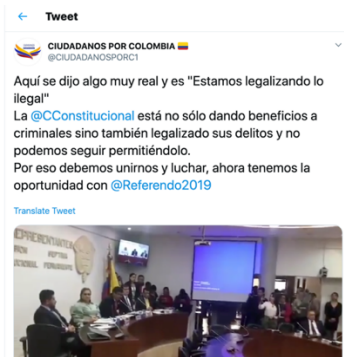 Tweet
CIUDADANOS POR COLOMBIA
@CIUDADANOSPORC1
Aquí se dijo algo muy real y es "Estamos legalizando lo
ilegal"
La @CConstitucional está no sólo dando beneficios a
criminales sino también legalizado sus delitos y no
podemos seguir permitiéndolo.
Por eso debemos unirnos y luchar, ahora tenemos la
oportunidad con @Referendo2019
Translate Tweet